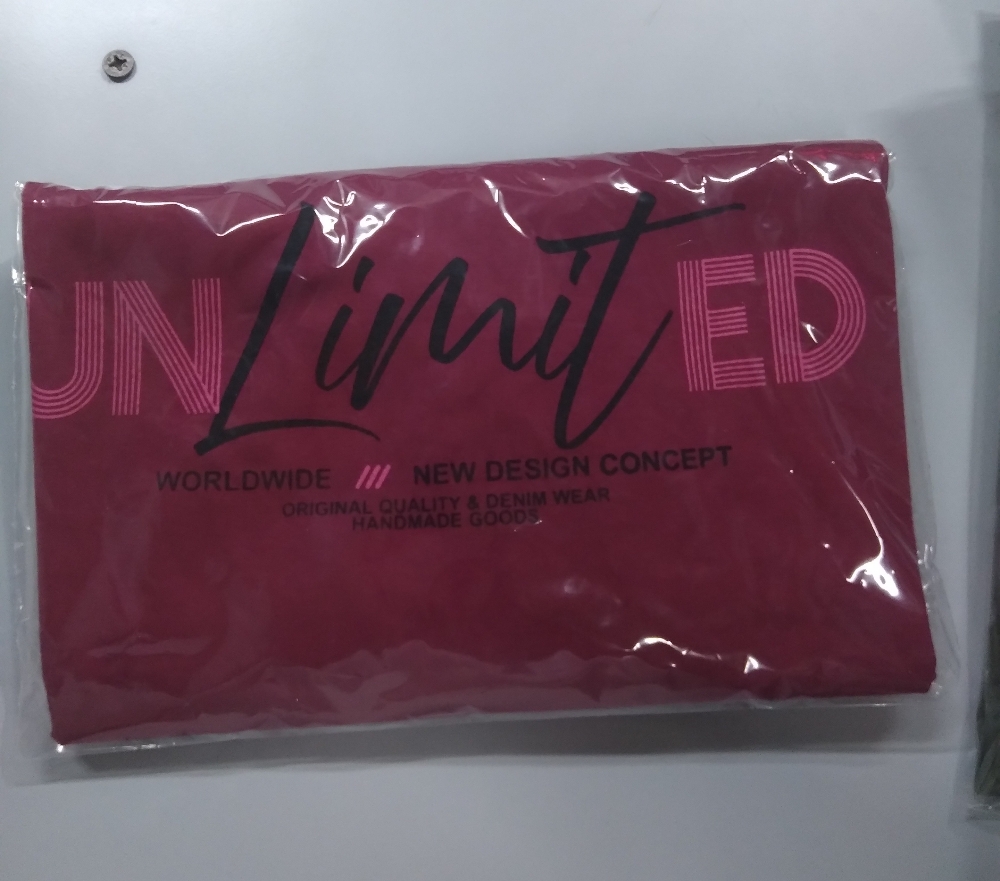 UNLimitED
WORLDWIDE /// NEW DESIGN CONCEPT
ORIGINAL QUALITY & DENIM WEAR
HANDMADE GOODS